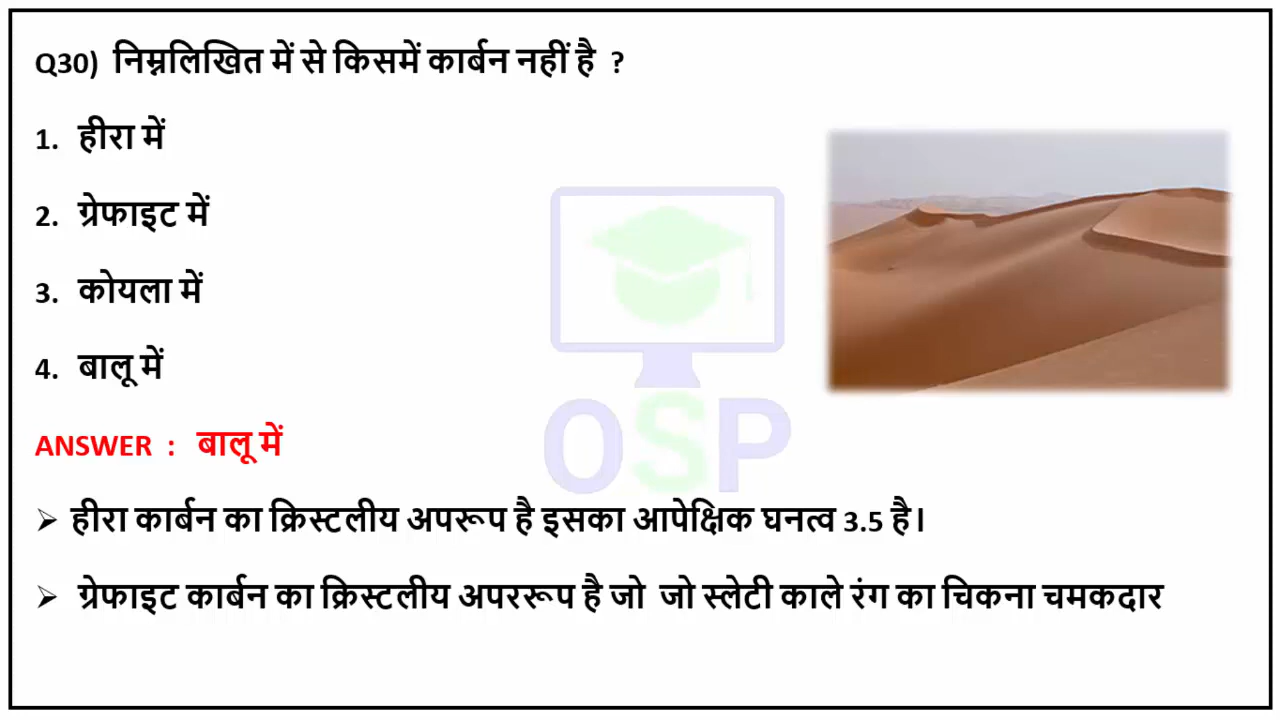 Q30) निम्नलिखित में से किसमें कार्बन नहीं है ?
1. हीरा में
2. ग्रेफाइट में
3. कोयला में
4. बालू में
OSP
ANSWER : बालू में
➢ हीरा कार्बन का क्रिस्टलीय अपरूप है इसका आपेक्षिक घनत्व 3.5 है।
➢ ग्रेफाइट कार्बन का क्रिस्टलीय अपररूप है जो जो स्लेटी काले रंग का चिकना चमकदार